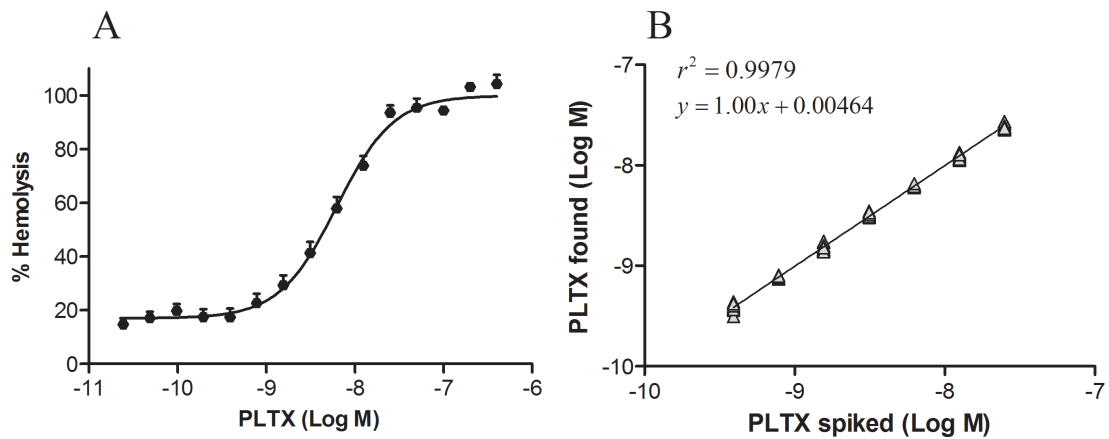 A
% Hemolysis
100
80
60
40
20
0
-11 -10 -9 -8 -7 -6
PLTX (Log M)
B
r² = 0.9979
y = 1.00x + 0.00464
PLTX found (Log M)
-7
-8
-9
-10
-10 -9 -8 -7
PLTX spiked (Log M)